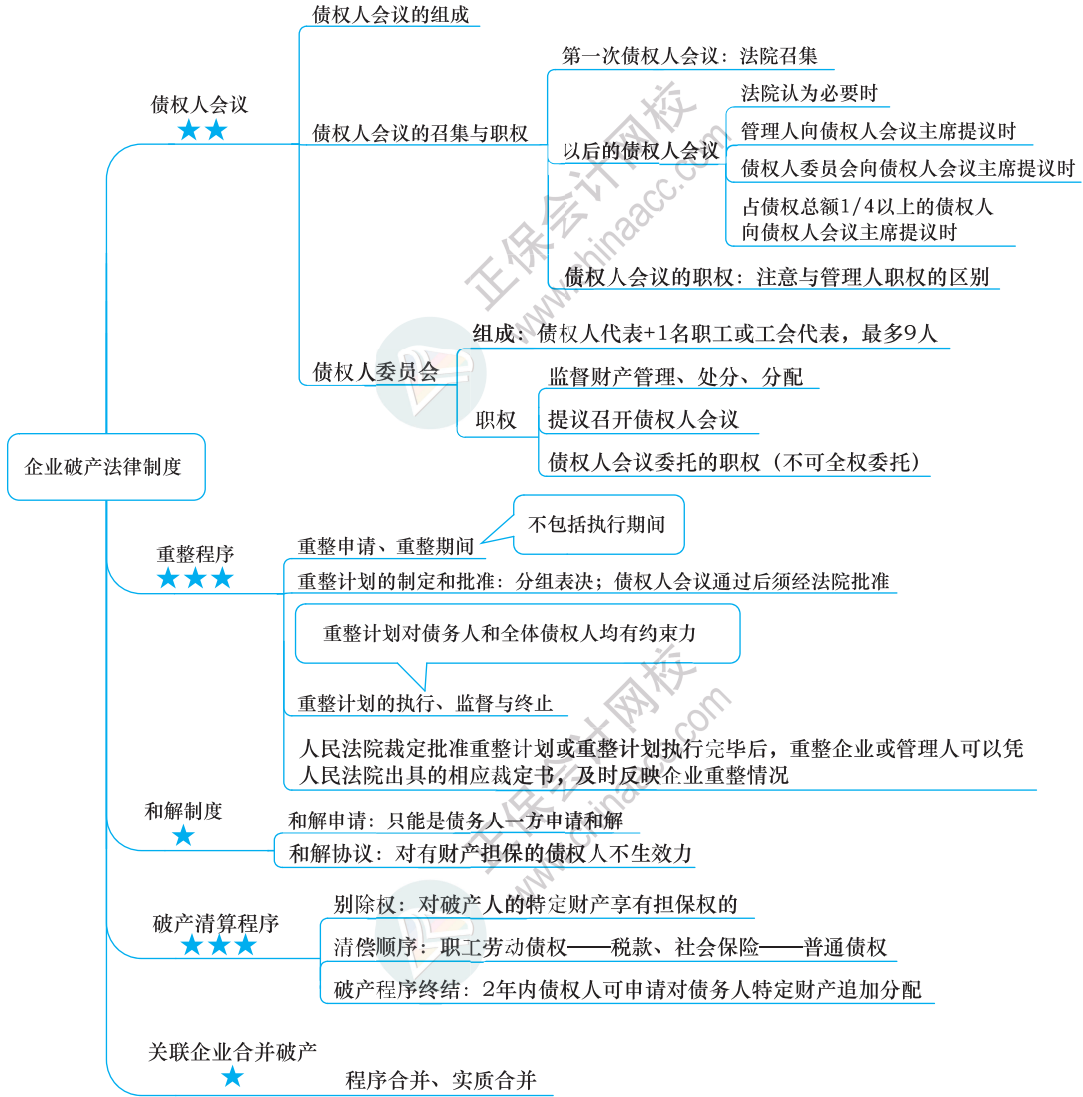 债权人会议的组成
第一次债权人会议：法院召集
债权人会议
★★
法院认为必要时
债权人会议的召集与职权
管理人向债权人会议主席提议时
以后的债权人会议
债权人委员会向债权人会议主席提议时
占债权总额1/4以上的债权人
向债权人会议主席提议时
债权人会议的职权：注意与管理人职权的区别
组成：债权人代表+1名职工或工会代表，最多9人
债权人委员会
监督财产管理、处分、分配
职权
提议召开债权人会议
债权人会议委托的职权（不可全权委托）
企业破产法律制度
不包括执行期间
重整程序
★★★
重整申请、重整期间
重整计划的制定和批准：分组表决；债权人会议通过后须经法院批准
重整计划对债务人和全体债权人均有约束力
重整计划的执行、监督与终止
人民法院裁定批准重整计划或重整计划执行完毕后，重整企业或管理人可以凭
人民法院出具的相应裁定书，及时反映企业重整情况
和解制度
★
和解申请：只能是债务人一方申请和解
和解协议：对有财产担保的债权人不生效力
别除权：对破产人的特定财产享有担保权的
破产清算程序
★★★
清偿顺序：职工劳动债权——税款、社会保险——普通债权
破产程序终结：2年内债权人可申请对债务人特定财产追加分配
关联企业合并破产
★
程序合并、实质合并
正保会计网校
www.chinaacc.com
正保会计网校
www.chinaacc.com